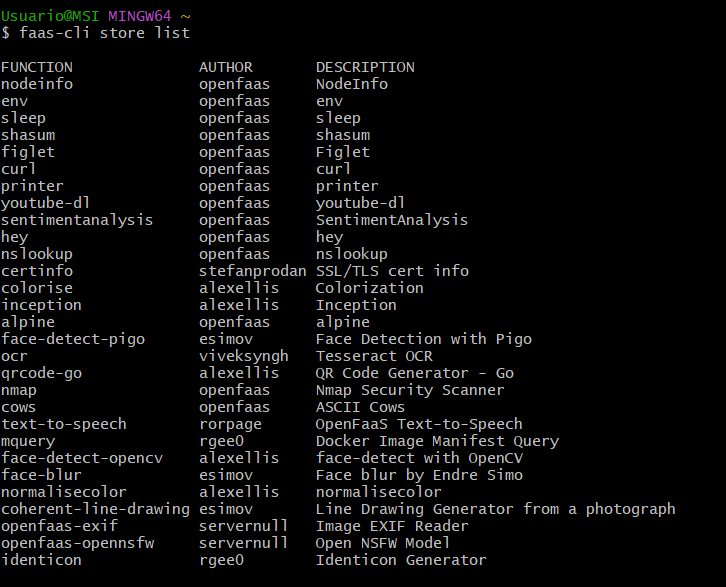 Usuario@MSI MINGW64 ~
$ faas-cli store list
FUNCTION AUTHOR DESCRIPTION
nodeinfo openfaas NodeInfo
env openfaas env
sleep openfaas sleep
shasum openfaas shasum
figlet openfaas Figlet
curl openfaas curl
printer openfaas printer
youtube-dl openfaas youtube-dl
sentimentanalysis openfaas SentimentAnalysis
hey openfaas hey
nslookup openfaas nslookup
certinfo stefanprodan SSL/TLS cert info
colorise alexellis Colorization
inception alexellis Inception
alpine openfaas alpine
face-detect-pigo esimov Face Detection with Pigo
ocr viveksyngh Tesseract OCR
qrcode-go alexellis QR Code Generator - Go
nmap openfaas Nmap Security Scanner
cows openfaas ASCII Cows
text-to-speech rorpage OpenFaaS Text-to-Speech
mquery rgee0 Docker Image Manifest Query
face-detect-opencv alexellis face-detect with OpenCV
face-blur esimov Face blur by Endre Simo
normalisecolor alexellis normalisecolor
coherent-line-drawing esimov Line Drawing Generator from a photograph
openfaas-exif servernull Image EXIF Reader
openfaas-opennsfw servernull Open NSFW Model
identicon rgee0 Identicon Generator